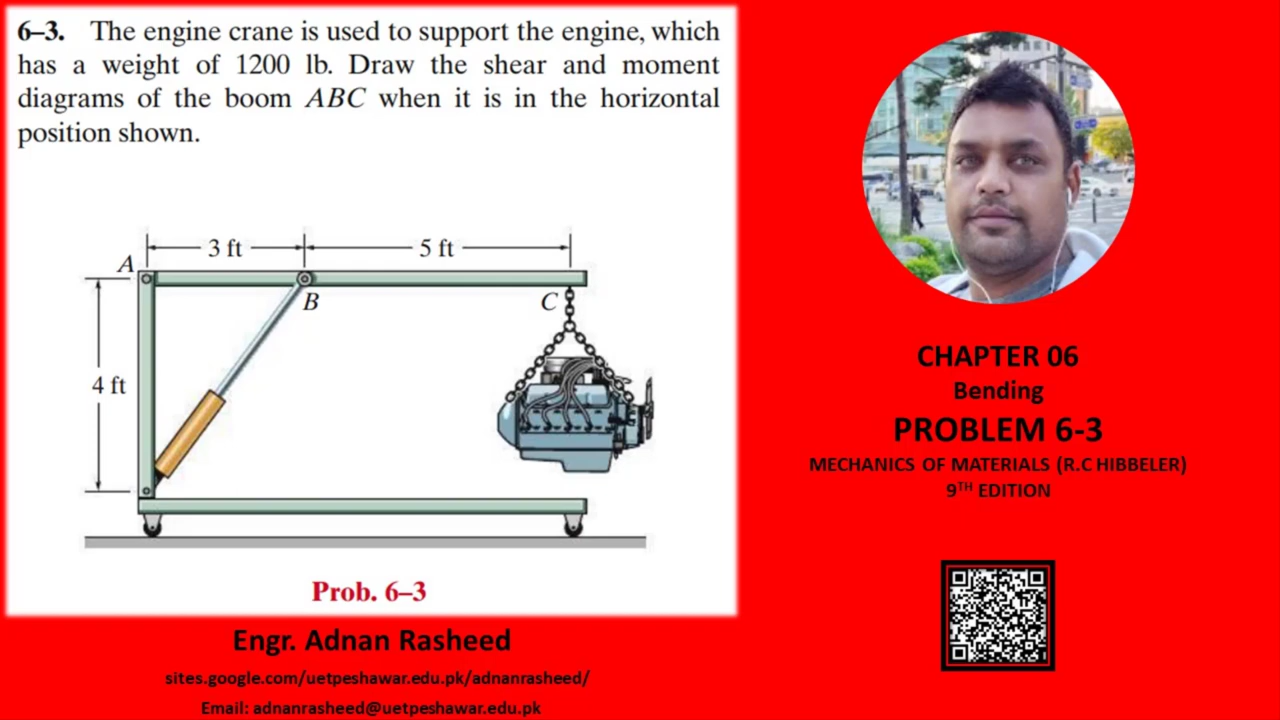 6–3. The engine crane is used to support the engine, which
has a weight of 1200 lb. Draw the shear and moment
diagrams of the boom ABC when it is in the horizontal
position shown.
3 ft
5 ft
A
B
C
4 ft
Prob. 6–3
Engr. Adnan Rasheed
sites.google.com/uetpeshawar.edu.pk/adnanrasheed/
Email: adnanrasheed@uetpeshawar.edu.pk
CHAPTER 06
Bending
PROBLEM 6-3
MECHANICS OF MATERIALS (R.C HIBBELER)
9TH EDITION